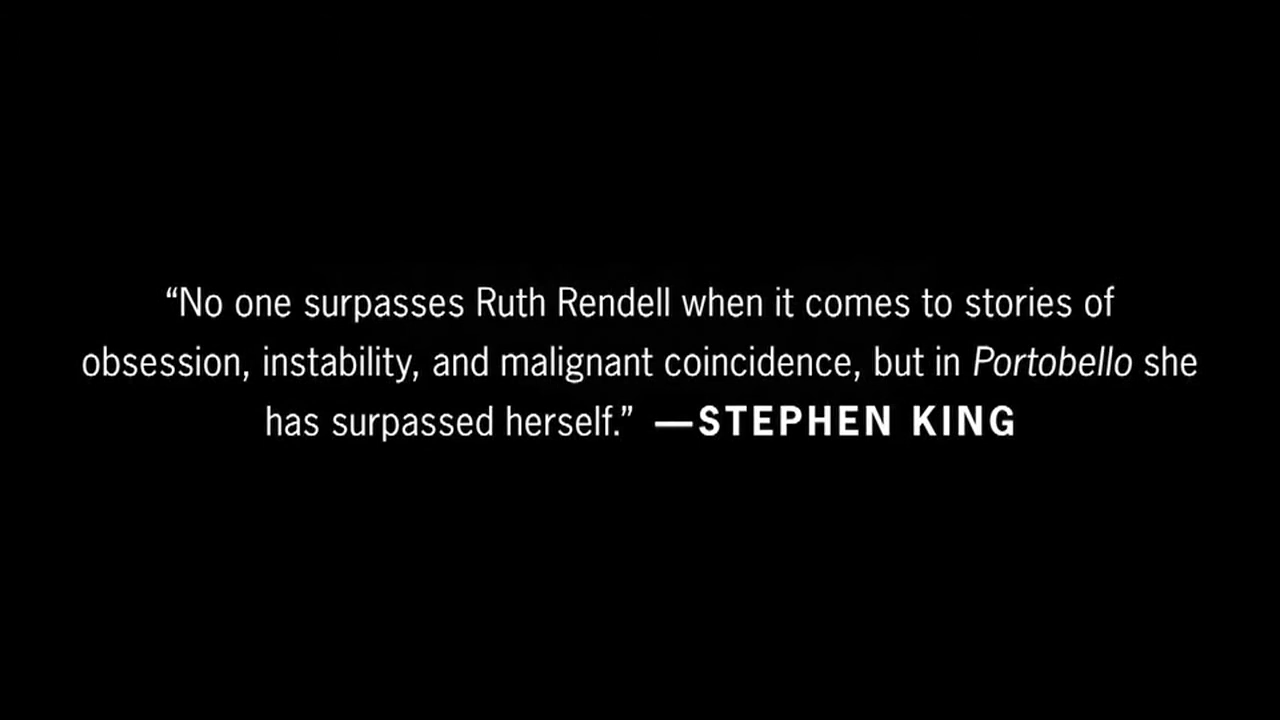 “No one surpasses Ruth Rendell when it comes to stories of
obsession, instability, and malignant coincidence, but in Portobello she
has surpassed herself.” —STEPHEN KING